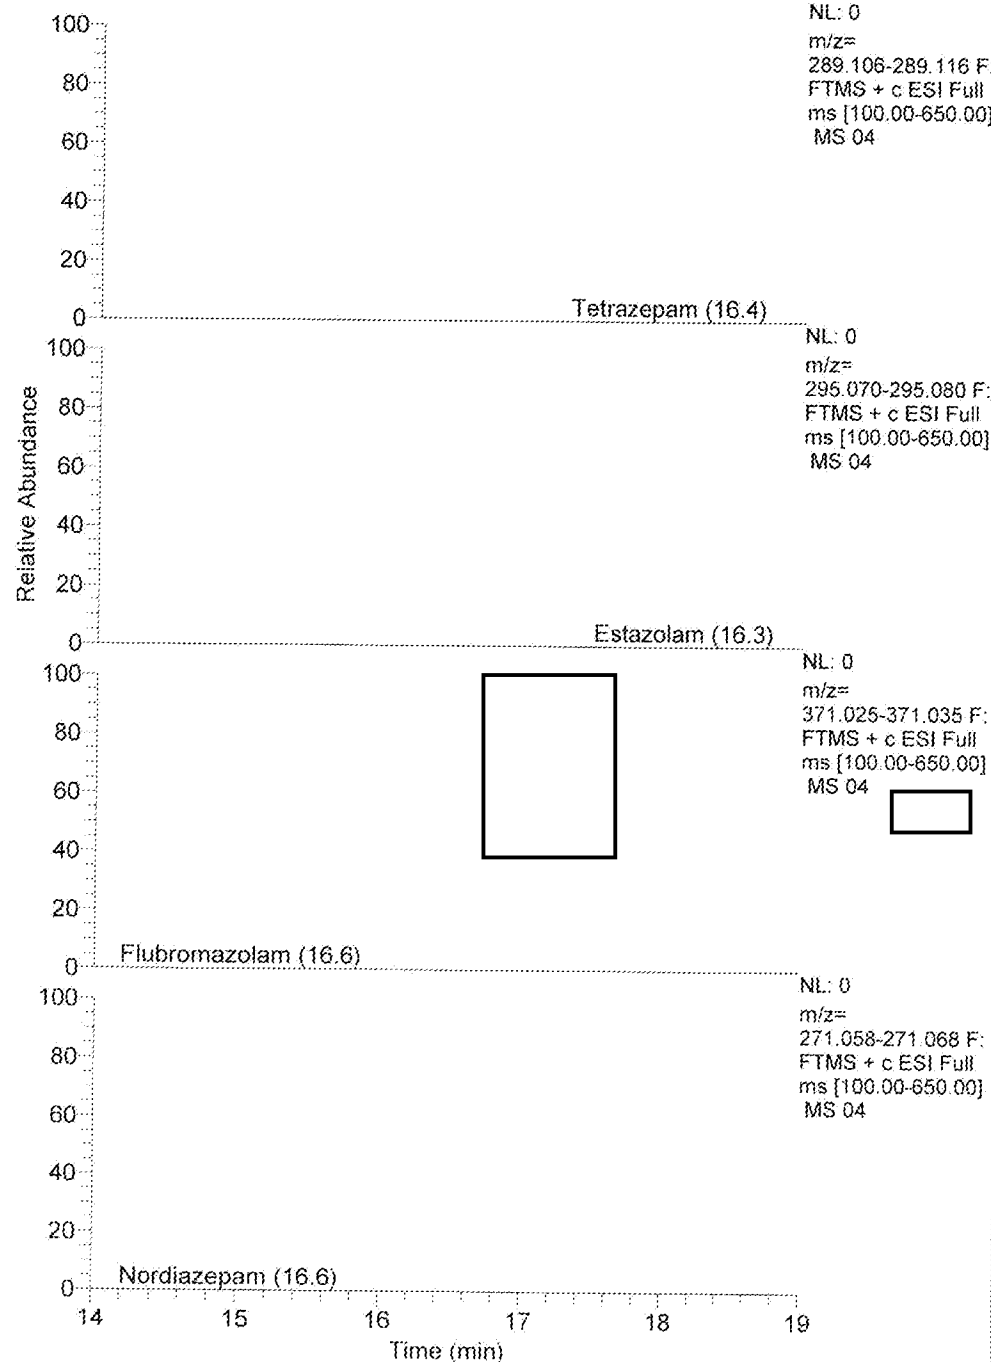 100
80
60
40
20
0
Tetrazepam (16.4)
NL: 0
m/z=
289.106-289.116 F:
FTMS + c ESI Full
ms [100.00-650.00]
MS 04
100
80
60
40
20
0
Relative Abundance
Estazolam (16.3)
NL: 0
m/z=
295.070-295.080 F:
FTMS + c ESI Full
ms [100.00-650.00]
MS 04
100
80
60
40
20
0
Flubromazolam (16.6)
NL: 0
m/z=
371.025-371.035 F:
FTMS + c ESI Full
ms [100.00-650.00]
MS 04
100
80
60
40
20
0
Nordiazepam (16.6)
NL: 0
m/z=
271.058-271.068 F:
FTMS + c ESI Full
ms [100.00-650.00]
MS 04
14 15 16 17 18 19
Time (min)